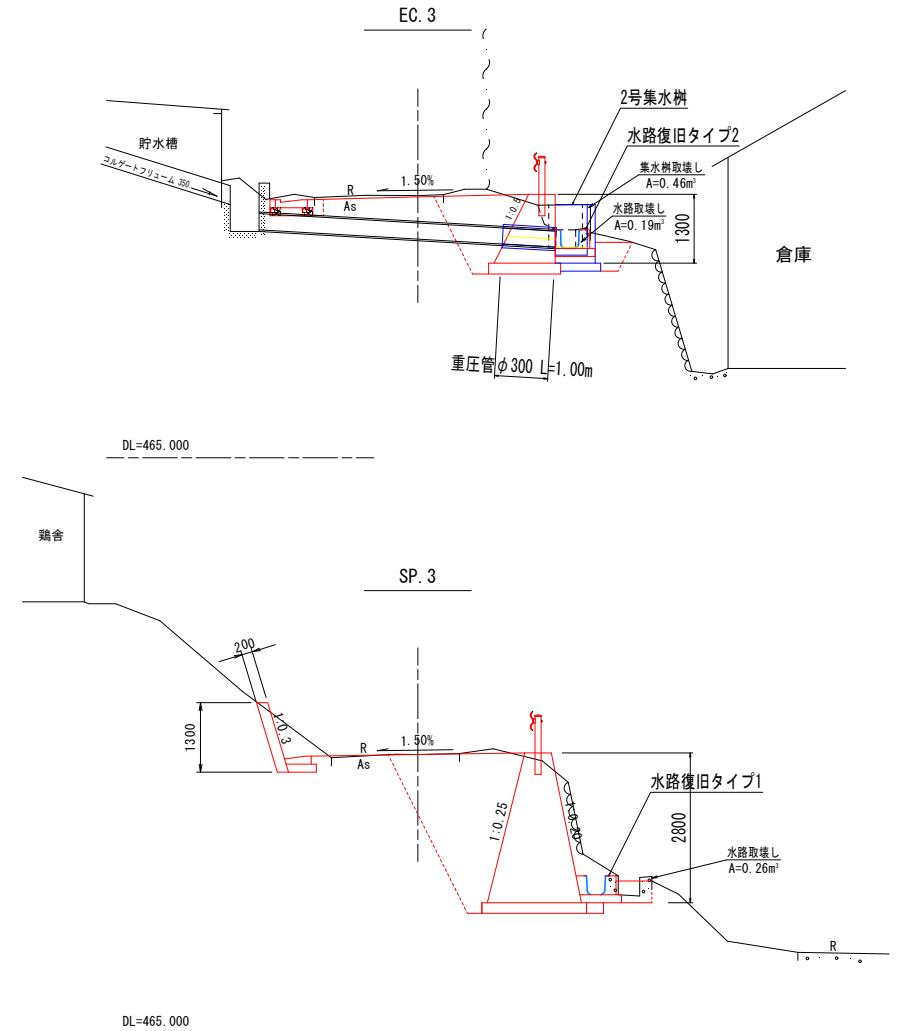 EC.3
2号集水桝
水路復旧タイプ2
貯水槽
コルゲートフリューム 350
集水桝取壊し
A=0.46m³
R
1.50%
As
1:0.5
水路取壊し
A=0.19m³
1300
倉庫
重圧管φ300 L=1.00m
DL=465.000
鶏舎
SP.3
200
1300
1:0.3
R
1.50%
As
水路復旧タイプ1
1:0.25
2800
水路取壊し
A=0.26m³
R
DL=465.000